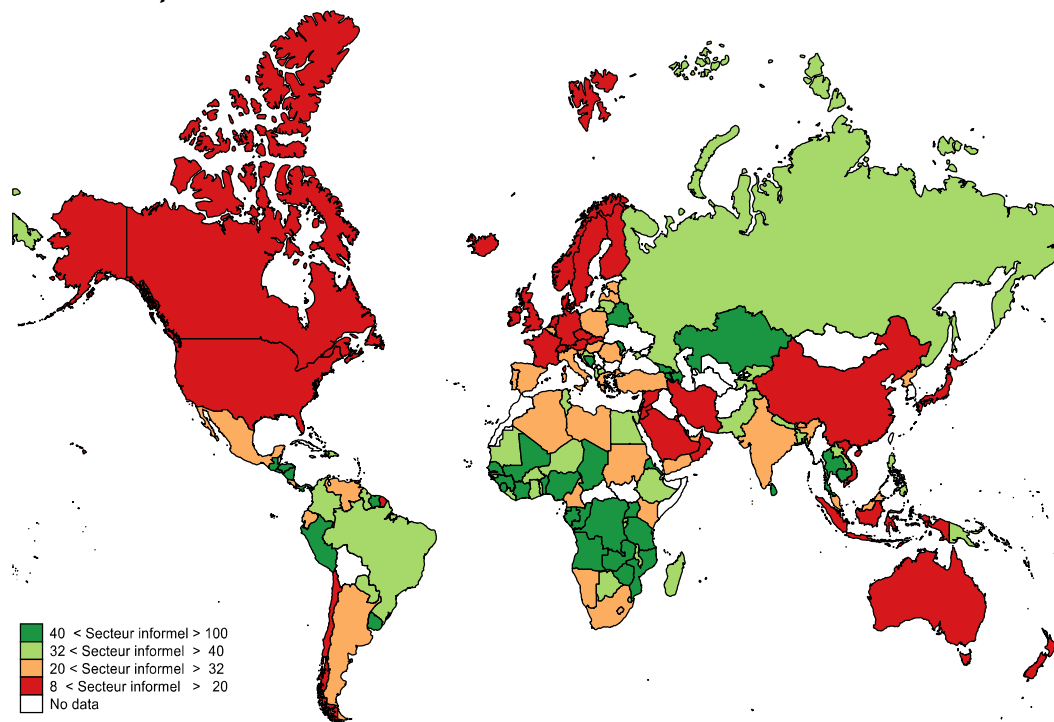 40 < Secteur informel > 100
32 < Secteur informel > 40
20 < Secteur informel > 32
8 < Secteur informel > 20
No data